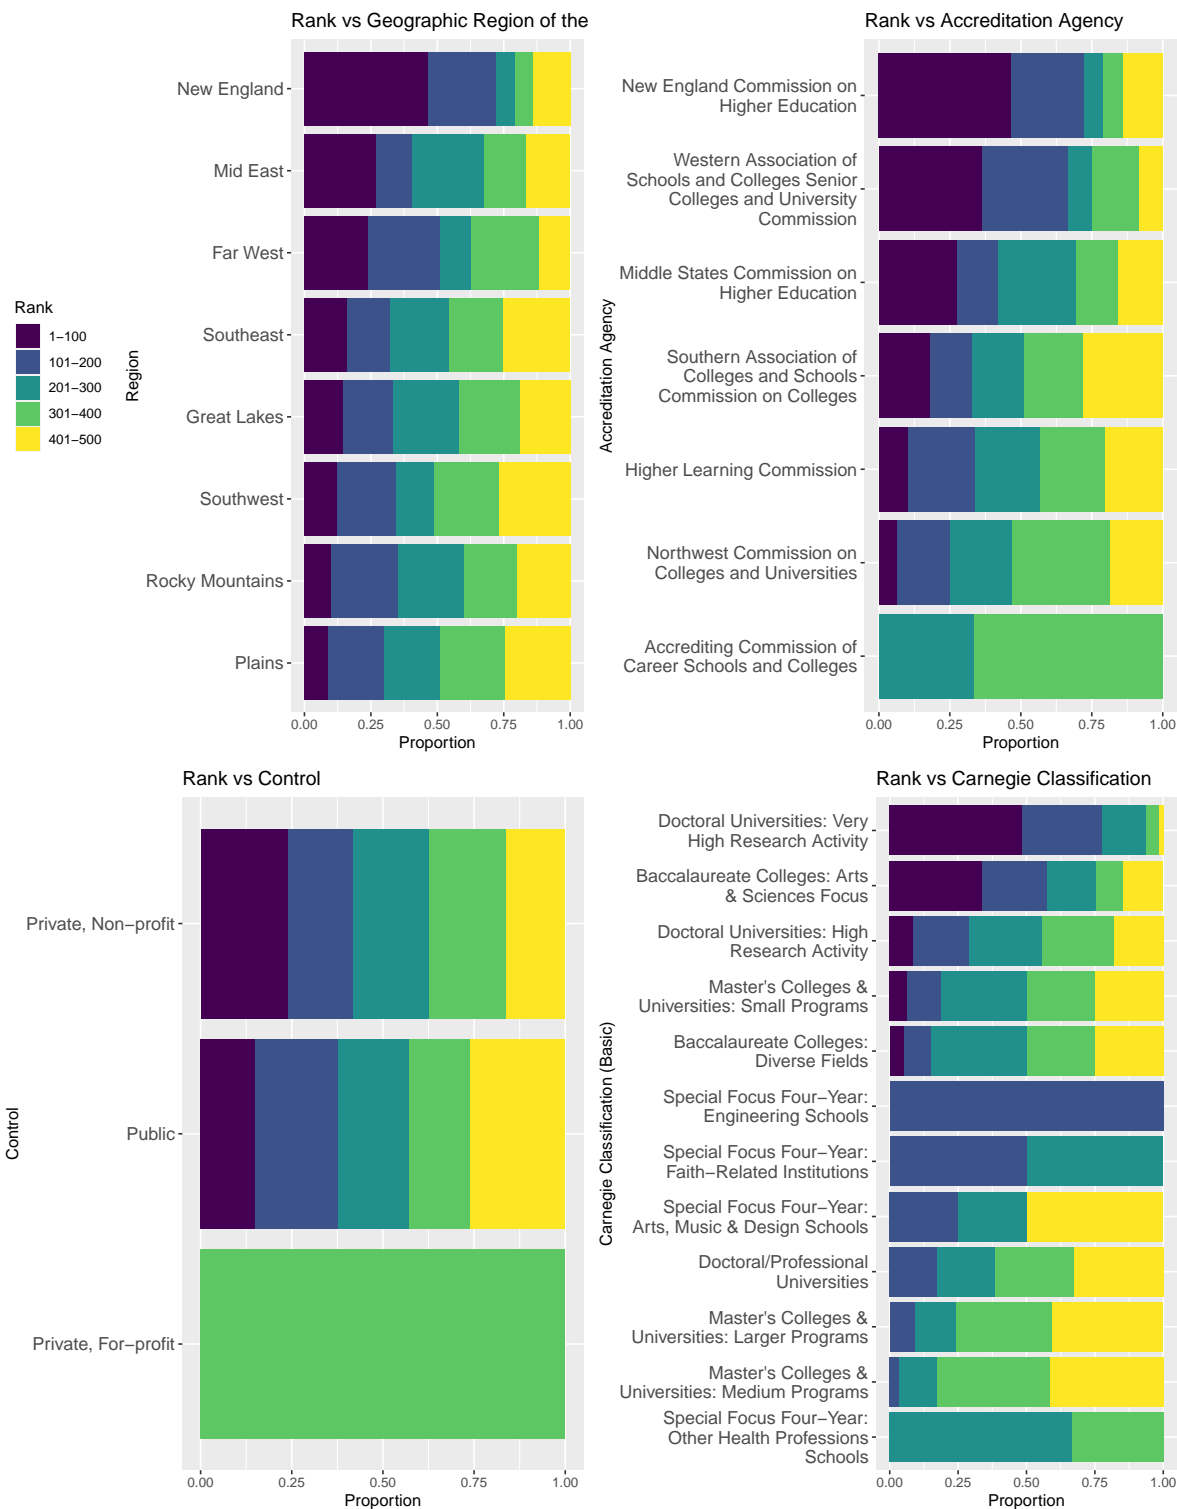 Rank vs Geographic Region of the
New England
Mid East
Far West
Southeast
Great Lakes
Southwest
Rocky Mountains
Plains
Region
0.00
0.25
0.50
0.75
1.00
Proportion
Rank
1−100
101−200
201−300
301−400
401−500
Rank vs Accreditation Agency
New England Commission on
Higher Education
Western Association of
Schools and Colleges Senior
Colleges and University
Commission
Middle States Commission on
Higher Education
Southern Association of
Colleges and Schools
Commission on Colleges
Higher Learning Commission
Northwest Commission on
Colleges and Universities
Accrediting Commission of
Career Schools and Colleges
Accreditation Agency
0.00
0.25
0.50
0.75
1.00
Proportion
Rank vs Control
Private, Non−profit
Public
Private, For−profit
Control
0.00
0.25
0.50
0.75
1.00
Proportion
Rank vs Carnegie Classification
Doctoral Universities: Very
High Research Activity
Baccalaureate Colleges: Arts
& Sciences Focus
Doctoral Universities: High
Research Activity
Master's Colleges &
Universities: Small Programs
Baccalaureate Colleges:
Diverse Fields
Special Focus Four−Year:
Engineering Schools
Special Focus Four−Year:
Faith−Related Institutions
Special Focus Four−Year:
Arts, Music & Design Schools
Doctoral/Professional
Universities
Master's Colleges &
Universities: Larger Programs
Master's Colleges &
Universities: Medium Programs
Special Focus Four−Year:
Other Health Professions
Schools
Carnegie Classification (Basic)
0.00
0.25
0.50
0.75
1.00
Proportion